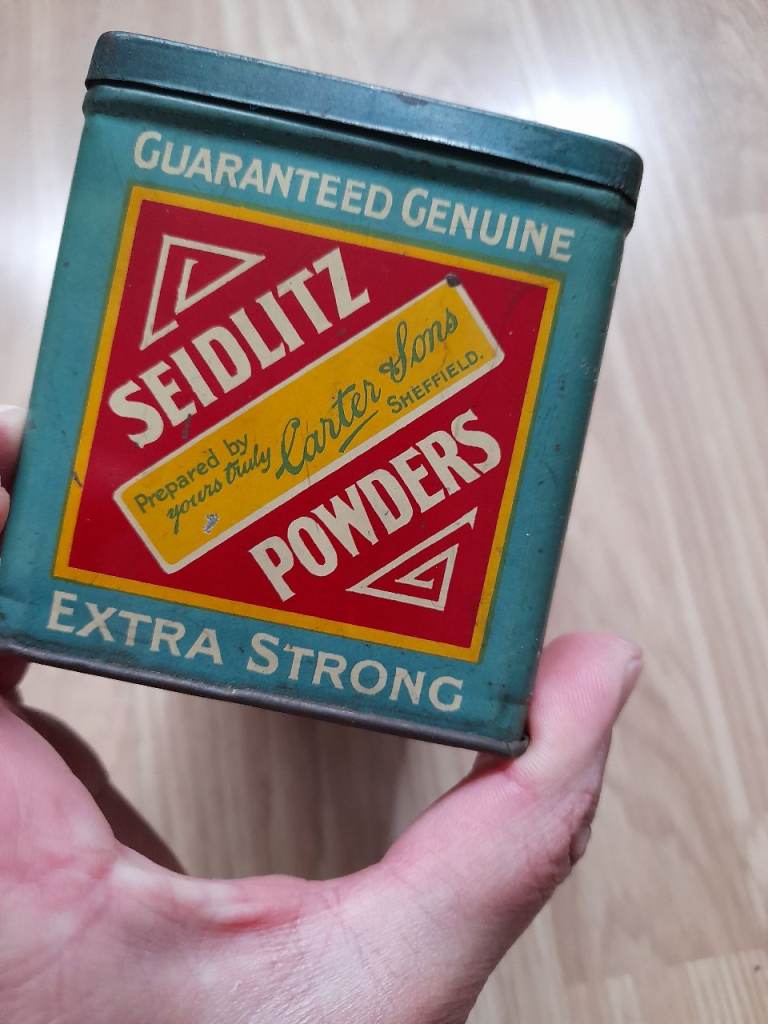 GUARANTEED GENUINE
SEIDLITZ
Prepared by
yours truly Carter Sons
SHEFFIELD.
POWDERS
EXTRA STRONG